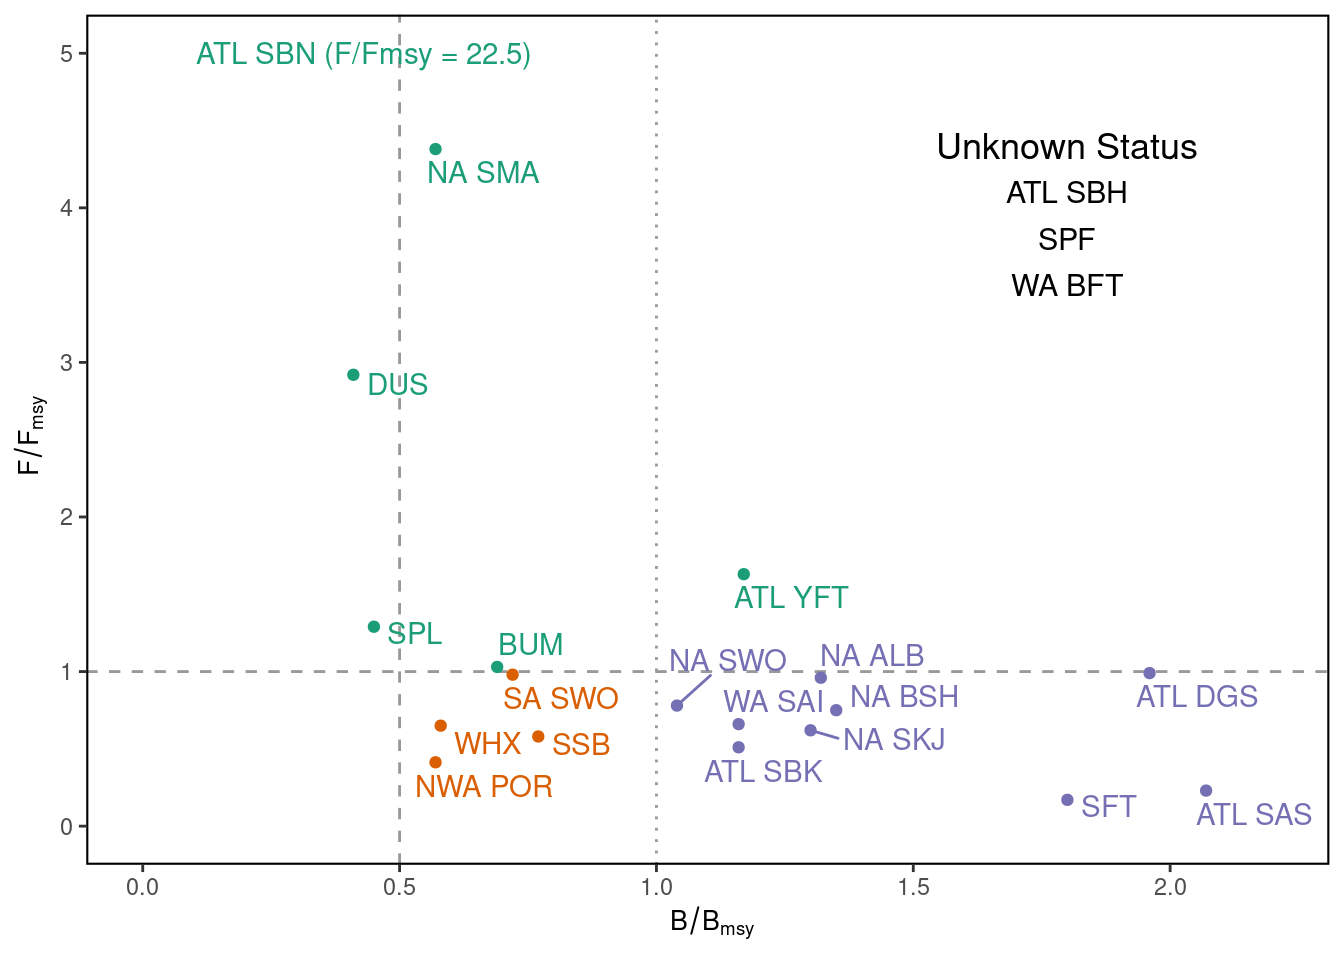 ATL SBN (F/Fmsy = 22.5)
NA SMA
Unknown Status
ATL SBH
SPF
WA BFT
DUS
ATL YFT
SPL
BUM
NA SWO
NA ALB
SA SWO
WA SAI
NA BSH
ATL DGS
WHX
SSB
NA SKJ
NWA POR
ATL SBK
SFT
ATL SAS
5
4
3
2
1
0
F/Fmsy
0.0 0.5 1.0 1.5 2.0
B/Bmsy